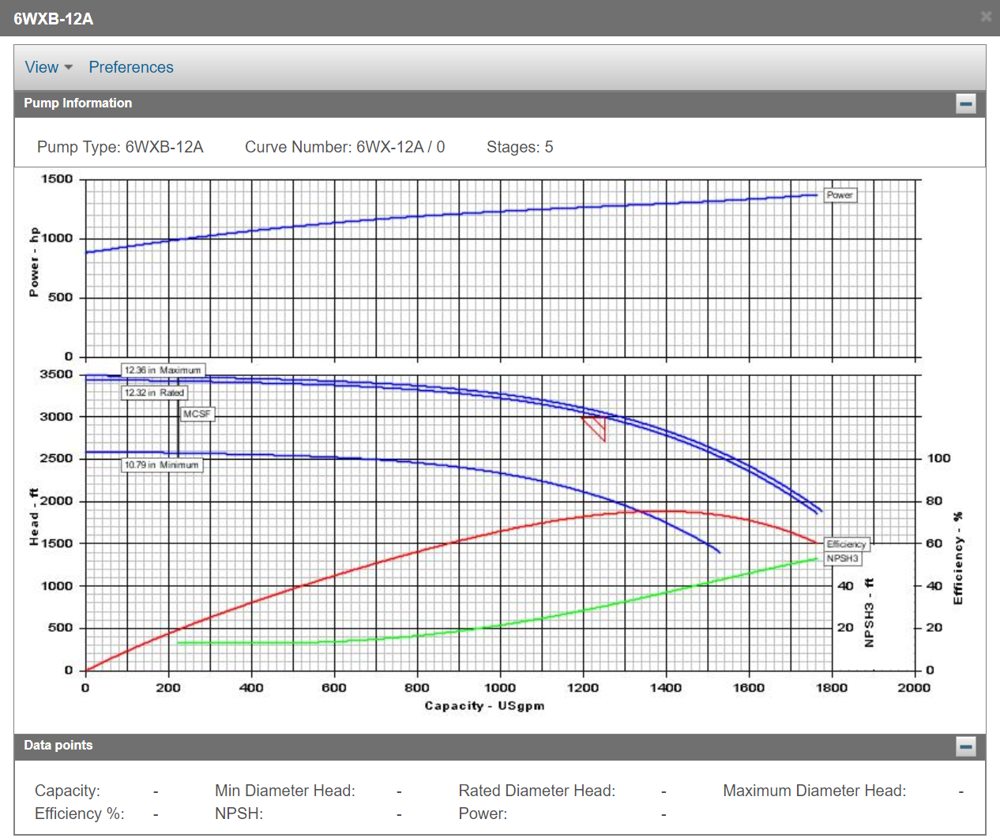 6WXB-12A
View Preferences
Pump Information
Pump Type: 6WXB-12A Curve Number: 6WX-12A / 0 Stages: 5
1500
Power
1000
Power - hp
500
0
3500
12.36 in Maximum
12.32 in Rated
MCSF
3000
2500
10.79 in Minimum
100
2000
80
Head - ft
1500
Efficiency
60
NPSH3
1000
40
40
Efficiency - %
NPSH3 - ft
500
20
20
0
0
0 200 400 600 800 1000 1200 1400 1600 1800 2000
Capacity - USgpm
Data points
Capacity: - Min Diameter Head: - Rated Diameter Head: - Maximum Diameter Head: -
Efficiency %: - NPSH: - Power: -